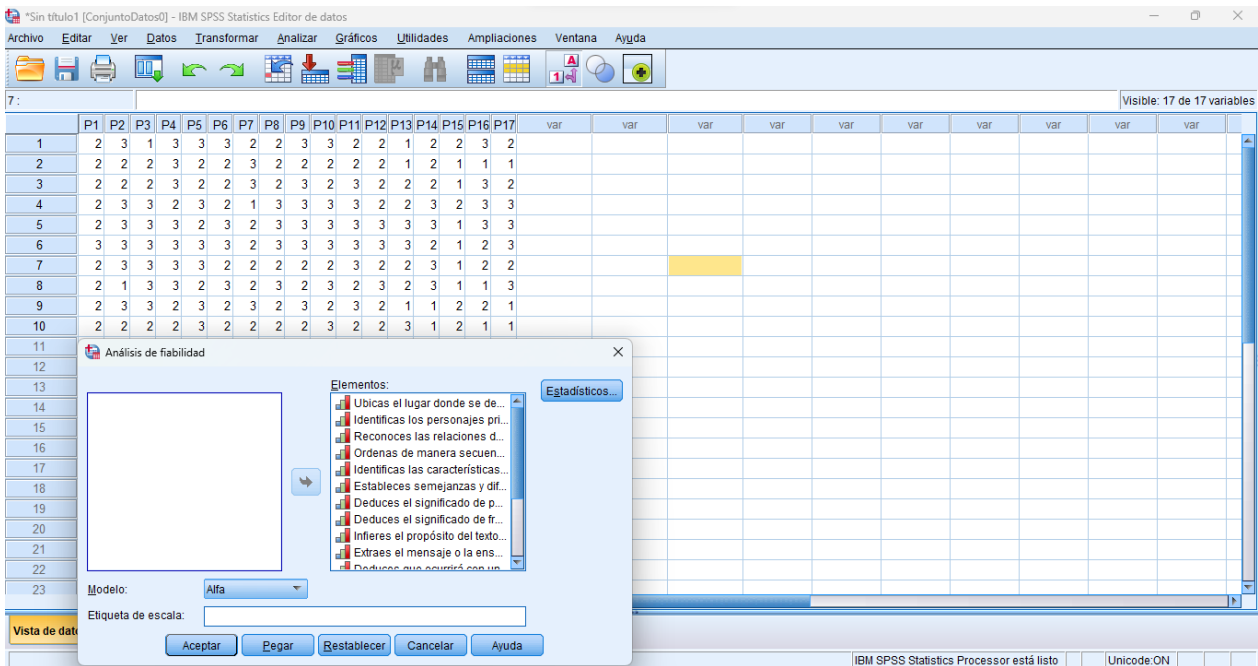 *Sin título1 [ConjuntoDatos0] - IBM SPSS Statistics Editor de datos
Archivo Editar Ver Datos Transformar Analizar Gráficos Utilidades Ampliaciones Ventana Ayuda
7 : Visible: 17 de 17 variables
P1 P2 P3 P4 P5 P6 P7 P8 P9 P10 P11 P12 P13 P14 P15 P16 P17 var var var var var var var var var
1 2 3 1 3 3 3 2 2 3 3 2 2 1 2 2 3 2
2 2 2 2 3 2 2 3 2 2 2 2 2 1 2 1 1 1
3 2 2 2 3 2 2 3 2 3 2 3 2 2 2 1 3 2
4 2 3 3 2 3 2 1 3 3 3 3 2 2 3 2 3 3
5 2 3 3 3 2 3 2 3 3 3 3 3 3 3 1 3 3
6 3 3 3 3 3 3 2 3 3 3 3 3 3 2 1 2 3
7 2 3 3 3 3 2 2 2 2 2 3 2 2 3 1 2 2
8 2 1 3 3 2 3 2 3 2 3 2 3 2 3 1 1 3
9 2 3 3 2 3 2 3 2 3 2 3 2 1 1 2 2 1
10 2 2 2 2 3 2 2 2 2 3 2 2 3 1 2 1 1
11
12
13
14
15
16
17
18
19
20
21
22
23
Análisis de fiabilidad
Elementos:
Estadísticos...
Ubicas el lugar donde se de...
Identificas los personajes pri...
Reconoces las relaciones d...
Ordenas de manera secuen...
Identificas las características...
Estableces semejanzas y dif...
Deduces el significado de p...
Deduces el significado de fr...
Infieres el propósito del texto...
Extraes el mensaje o la ens...
Deduces que ocurrirá con un...
Modelo: Alfa
Etiqueta de escala:
Aceptar Pegar Restablecer Cancelar Ayuda
Vista de dat
IBM SPSS Statistics Processor está listo Unicode:ON